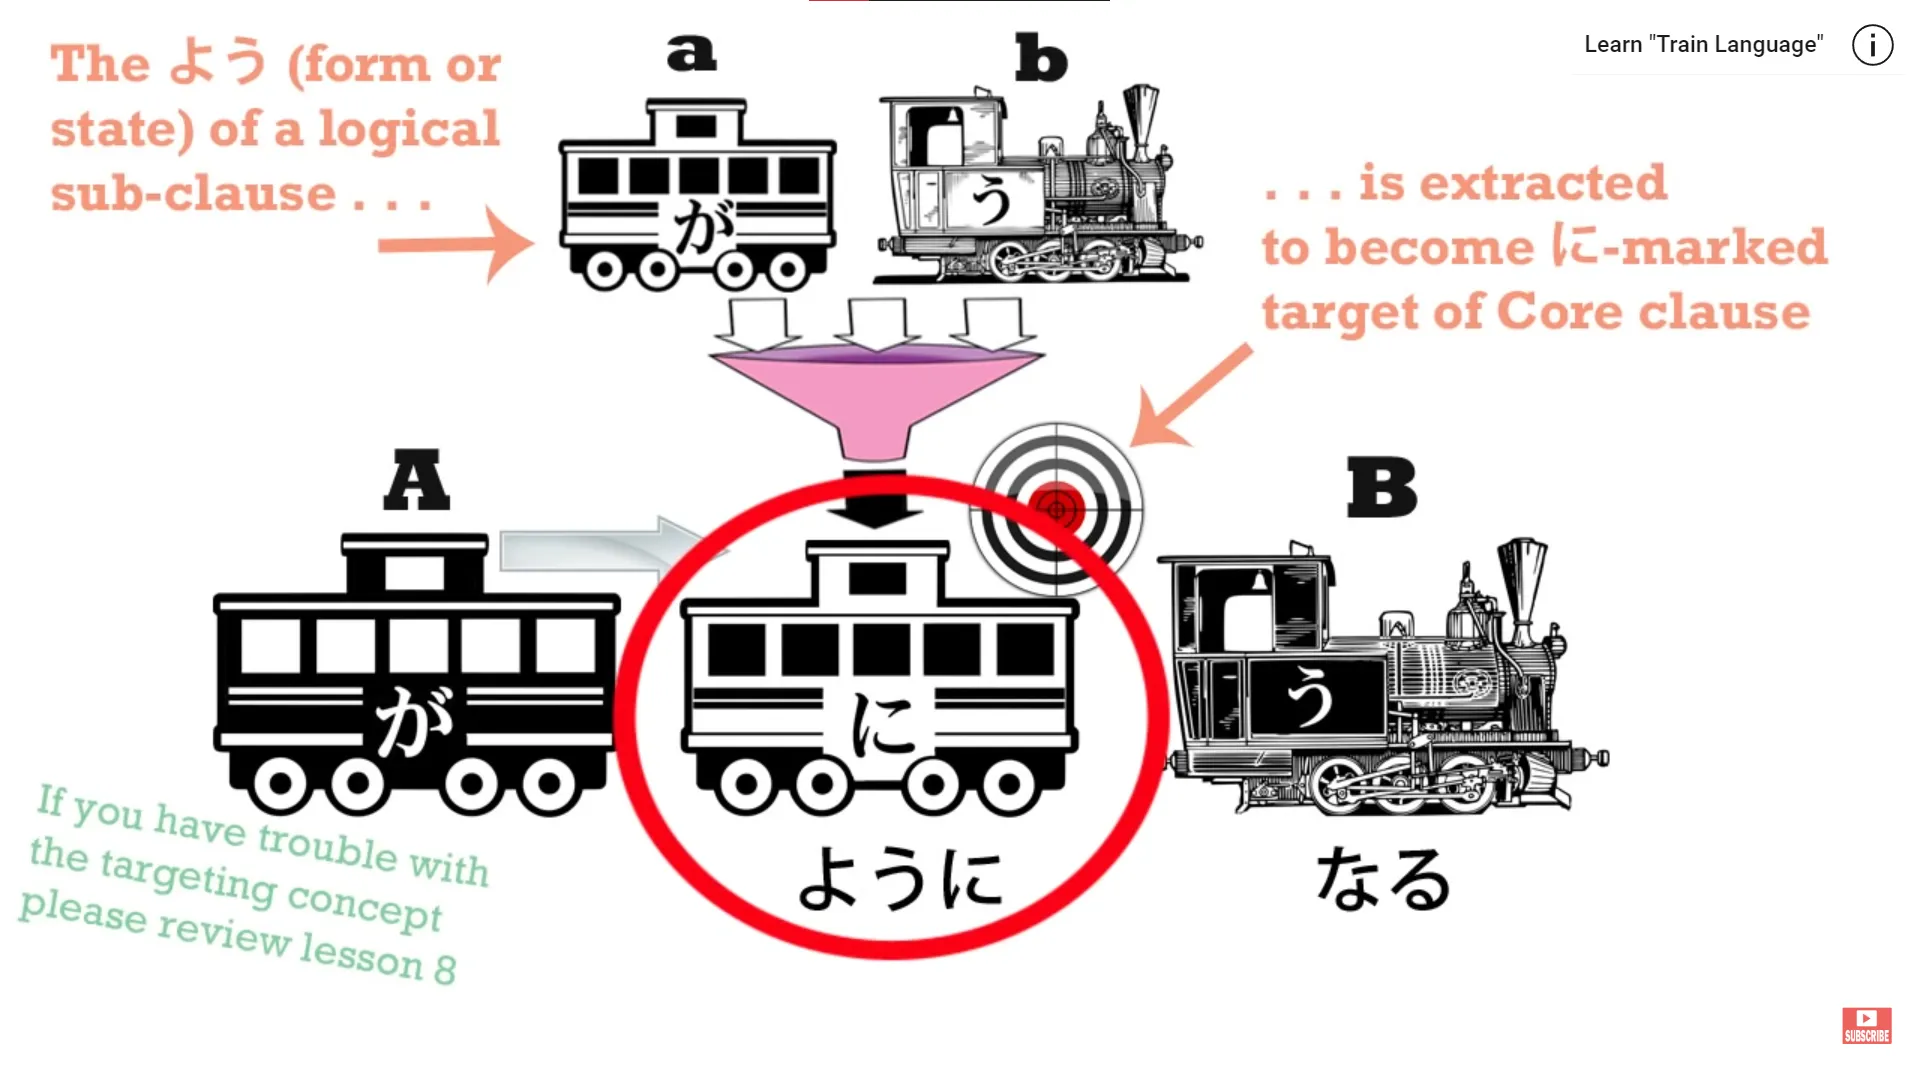 The よう (form or
state) of a logical
sub-clause . . .
a
b
Learn "Train Language"
i
が
う
. . . is extracted
to become に-marked
target of Core clause
A
B
が
に
う
ように
なる
If you have trouble with
the targeting concept
please review lesson 8
SUBSCRIBE